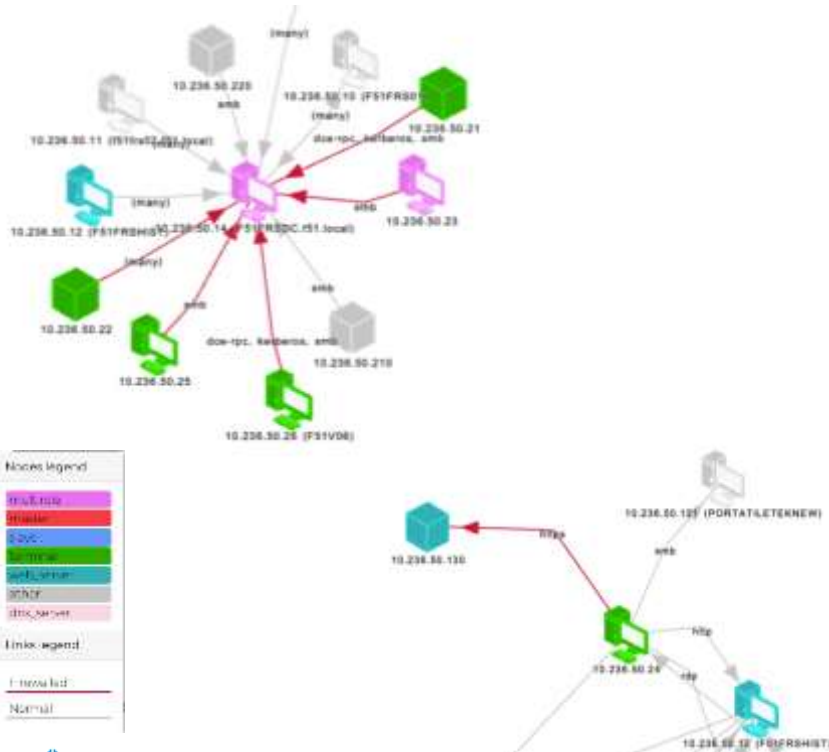 (many)
10.236.50.220
smb
10.236.50.10 (F51FRS01
(many)
10.236.50.21
10.236.50.11
(many)
dce-rpc, kerberos, smb
(many)
smb
10.236.50.23
10.236.50.12 (F51FRSHIST)
10.236.50.14 (F51FRSDC.f51.local)
(many)
10.236.50.22
smb
smb
dce-rpc, kerberos, smb
10.236.50.210
10.236.50.25
10.236.50.26 (F51V06)
Nodes legend
master
terminal
web_server
other
dns_server
Links legend
Firewalled
Normal
10.236.50.121 (PORTATILETEKNEW)
https
10.236.50.130
smb
http
10.236.50.24
rdp
10.236.50.12 (F51FRSHIST)